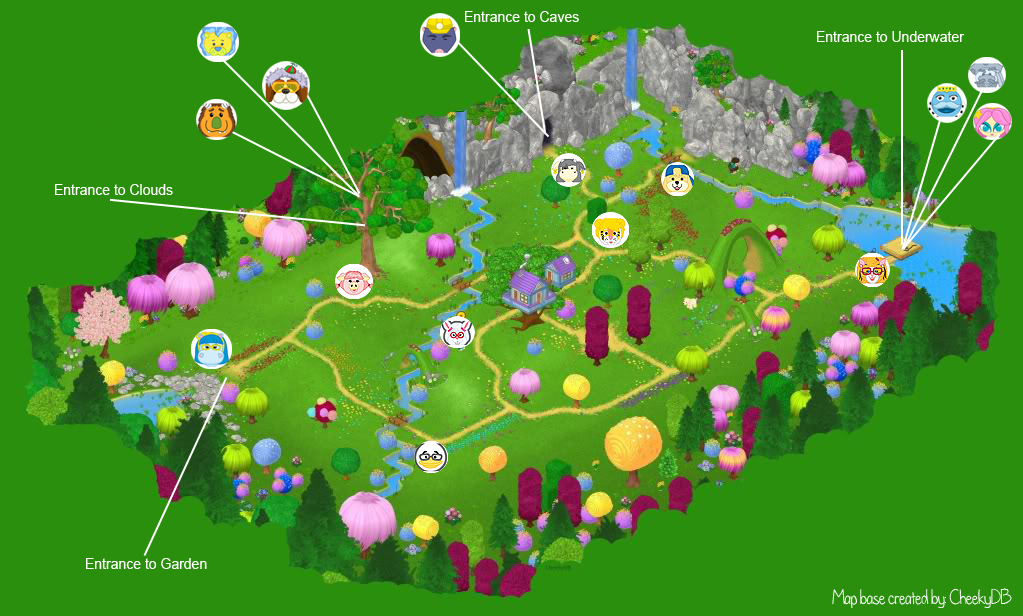 Entrance to Caves
Entrance to Underwater
Entrance to Clouds
Entrance to Garden
Map base created by: CheekyDB